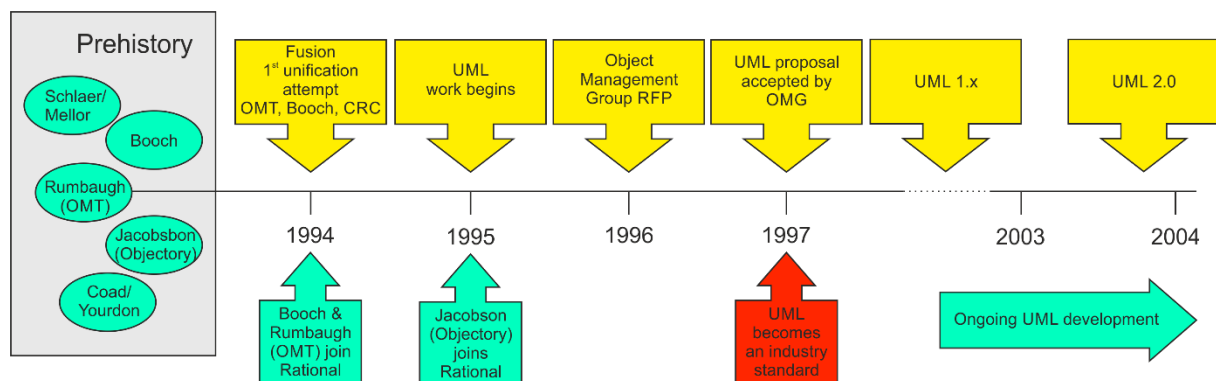 Prehistory
Schlaer/
Mellor
Booch
Rumbaugh
(OMT)
Jacobsbon
(Objectory)
Coad/
Yourdon
Fusion
1st unification
attempt
OMT, Booch, CRC
UML
work begins
Object
Management
Group RFP
UML proposal
accepted by
OMG
UML 1.x
UML 2.0
1994
1995
1996
1997
2003
2004
Booch &
Rumbaugh
(OMT) join
Rational
Jacobson
(Objectory)
joins
Rational
UML
becomes
an industry
standard
Ongoing UML development